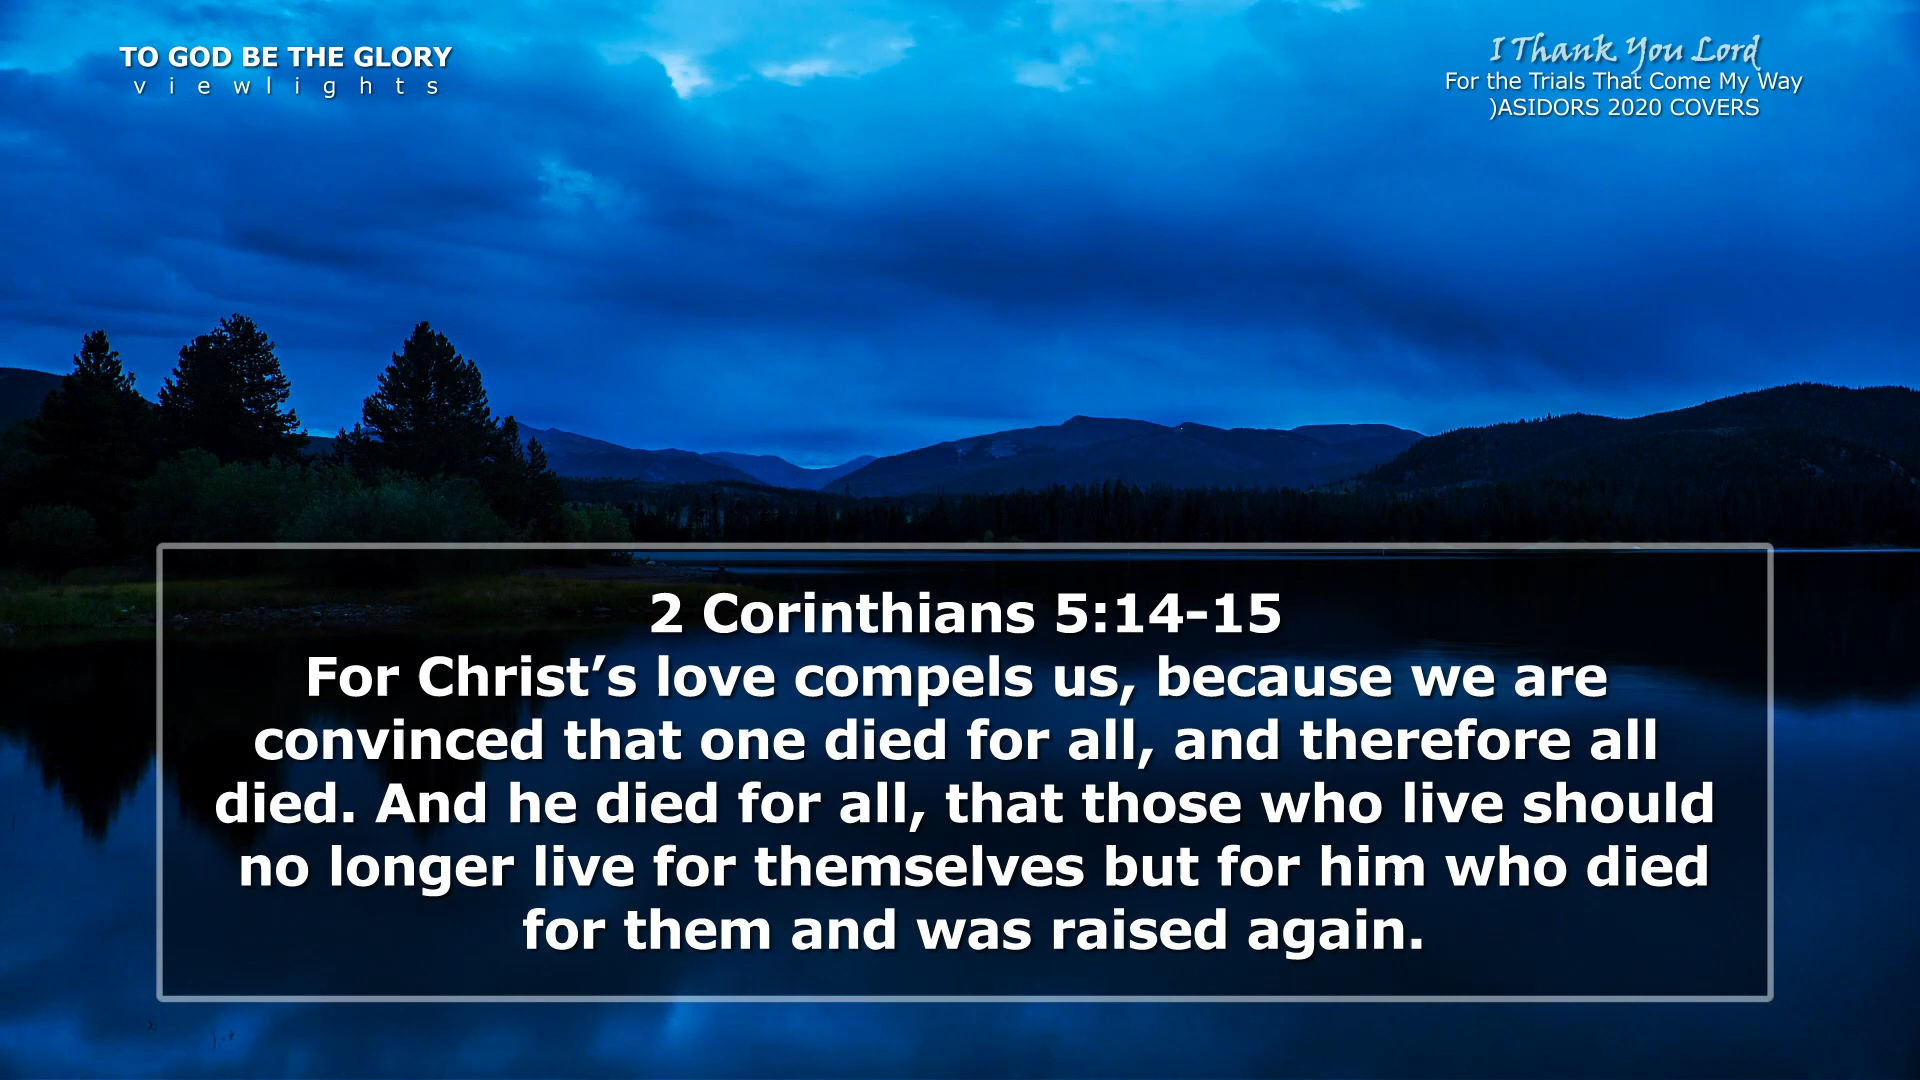 TO GOD BE THE GLORY
viewlights
I Thank You Lord
For the Trials That Come My Way
)ASIDORS 2020 COVERS
2 Corinthians 5:14-15
For Christ’s love compels us, because we are
convinced that one died for all, and therefore all
died. And he died for all, that those who live should
no longer live for themselves but for him who died
for them and was raised again.